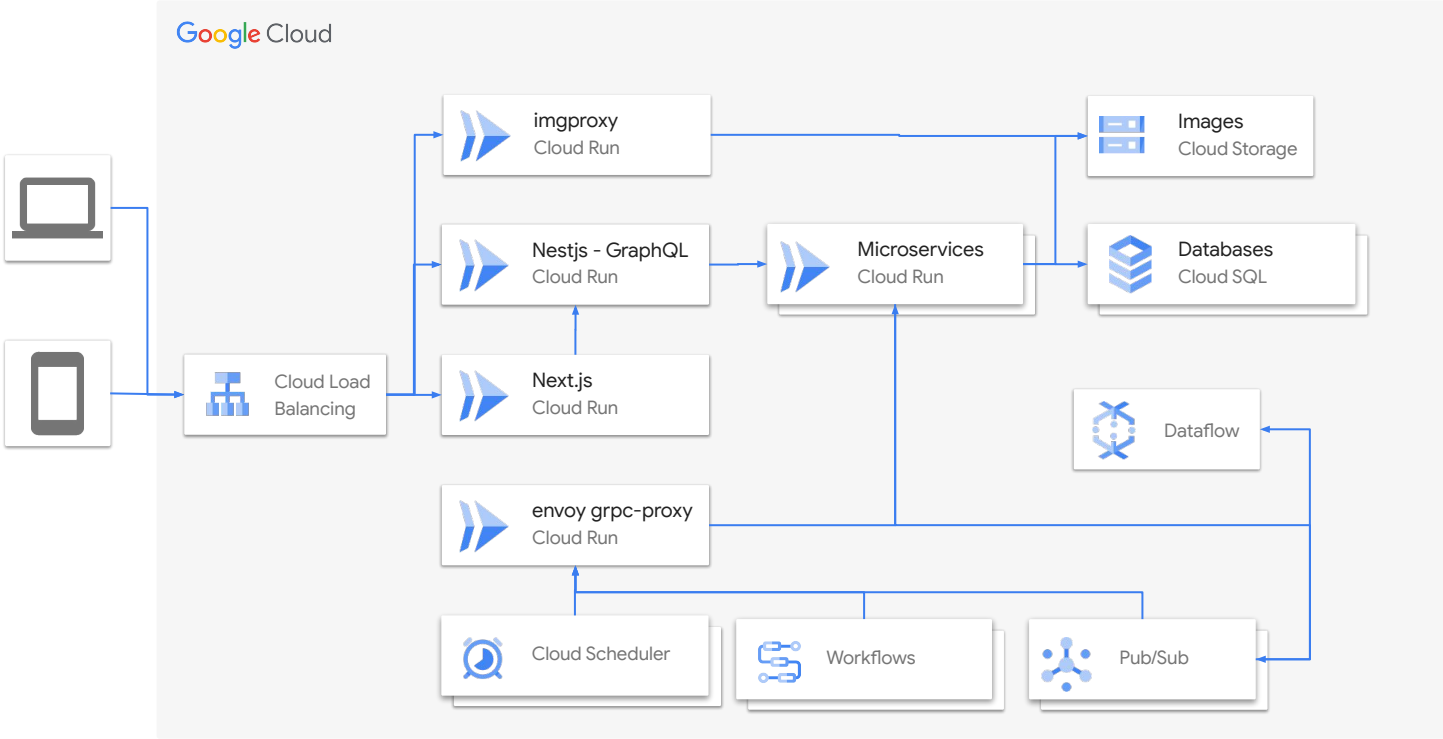 Google Cloud
imgproxy
Cloud Run
Images
Cloud Storage
Nestjs - GraphQL
Cloud Run
Microservices
Cloud Run
Databases
Cloud SQL
Cloud Load
Balancing
Next.js
Cloud Run
Dataflow
envoy grpc-proxy
Cloud Run
Cloud Scheduler
Workflows
Pub/Sub